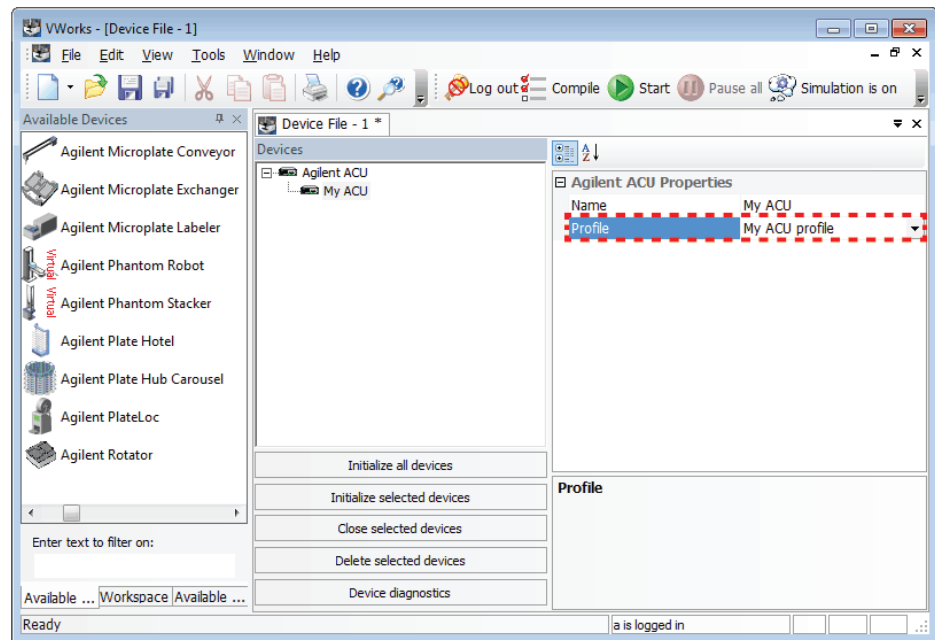 VWorks - [Device File - 1]
File Edit View Tools Window Help
Log out Compile Start Pause all Simulation is on
Available Devices
Agilent Microplate Conveyor
Agilent Microplate Exchanger
Agilent Microplate Labeler
Virtual
Agilent Phantom Robot
Virtual
Agilent Phantom Stacker
Agilent Plate Hotel
Agilent Plate Hub Carousel
Agilent PlateLoc
Agilent Rotator
Enter text to filter on:
Available ... Workspace Available ...
Device File - 1 *
Devices
Agilent ACU
My ACU
Initialize all devices
Initialize selected devices
Close selected devices
Delete selected devices
Device diagnostics
A Z
Agilent ACU Properties
Name My ACU
Profile My ACU profile
Profile
Ready a is logged in